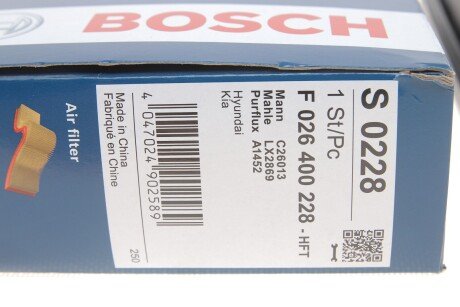 BOSCH
S 0228
1 St/Pc
F 026 400 228 - HFT
Mann C26013
Mahle LX2869
Purflux A1452
Hyundai
Kia
4 047024 902589
Made in China
Fabriqué en Chine
250
Air filter